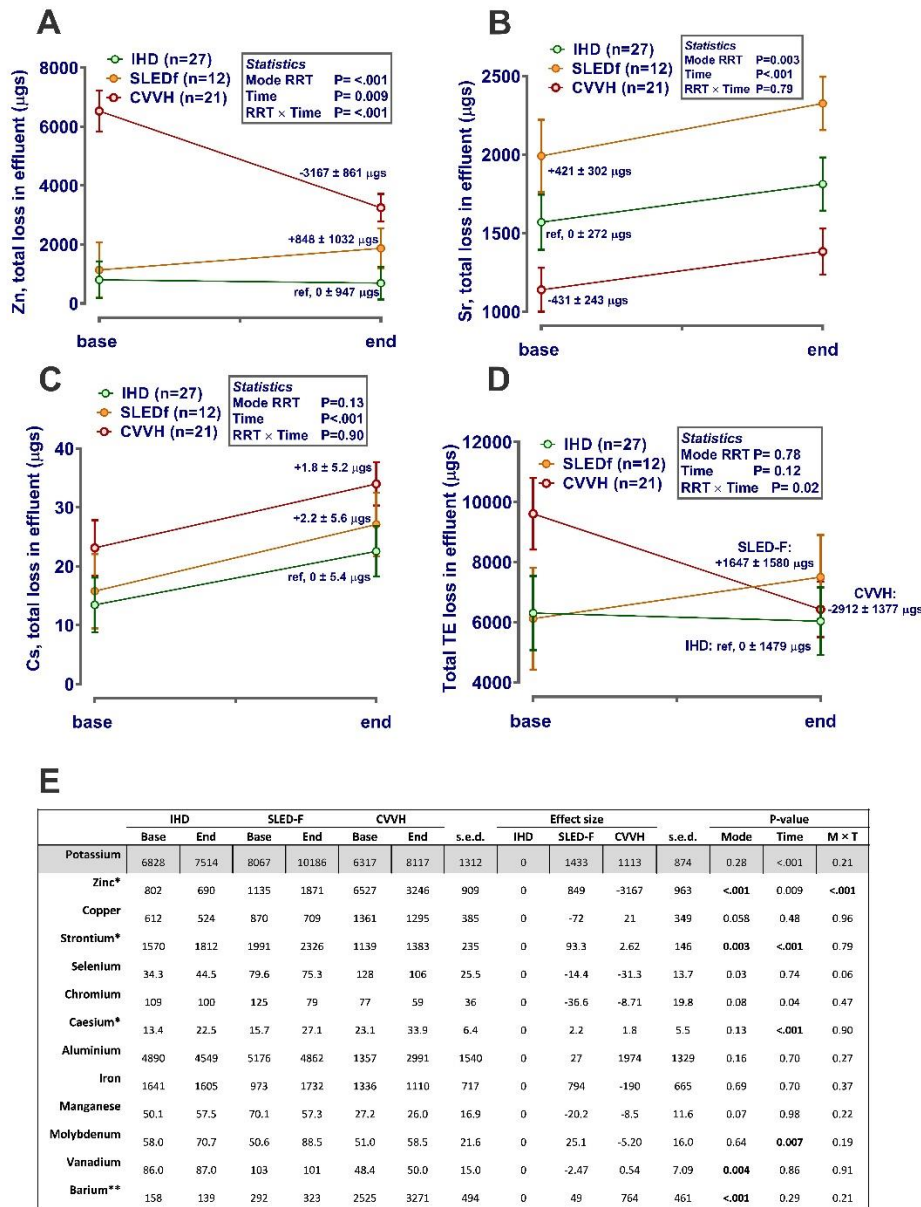 A
IHD (n=27)
SLEDf (n=12)
CVVH (n=21)
Statistics
Mode RRT P= <.001
Time P= 0.009
RRT × Time P= <.001
Zn, total loss in effluent (µgs)
8000
6000
4000
2000
0
-3167 ± 861 µgs
+848 ± 1032 µgs
ref, 0 ± 947 µgs
base end
B
IHD (n=27)
SLEDf (n=12)
CVVH (n=21)
Statistics
Mode RRT P=0.003
Time P<.001
RRT × Time P=0.79
Sr, total loss in effluent (µgs)
2500
2000
1500
1000
+421 ± 302 µgs
ref, 0 ± 272 µgs
-431 ± 243 µgs
base end
C
IHD (n=27)
SLEDf (n=12)
CVVH (n=21)
Statistics
Mode RRT P=0.13
Time P<.001
RRT × Time P=0.90
Cs, total loss in effluent (µgs)
40
30
20
10
0
+1.8 ± 5.2 µgs
+2.2 ± 5.6 µgs
ref, 0 ± 5.4 µgs
base end
D
IHD (n=27)
SLEDf (n=12)
CVVH (n=21)
Statistics
Mode RRT P= 0.78
Time P= 0.12
RRT × Time P= 0.02
Total TE loss in effluent (µgs)
12000
10000
8000
6000
4000
SLED-F:
+1647 ± 1580 µgs
CVVH:
-2912 ± 1377 µgs
IHD: ref, 0 ± 1479 µgs
base end
E
IHD SLED-F CVVH Effect size P-value
Base End Base End Base End s.e.d. IHD SLED-F CVVH s.e.d. Mode Time M × T
Potassium 6828 7514 8067 10186 6317 8117 1312 0 1433 1113 874 0.28 <.001 0.21
Zinc* 802 690 1135 1871 6527 3246 909 0 849 -3167 963 <.001 0.009 <.001
Copper 612 524 870 709 1361 1295 385 0 -72 21 349 0.058 0.48 0.96
Strontium* 1570 1812 1991 2326 1139 1383 235 0 93.3 2.62 146 0.003 <.001 0.79
Selenium 34.3 44.5 79.6 75.3 128 106 25.5 0 -14.4 -31.3 13.7 0.03 0.74 0.06
Chromium 109 100 125 79 77 59 36 0 -36.6 -8.71 19.8 0.08 0.04 0.47
Caesium* 13.4 22.5 15.7 27.1 23.1 33.9 6.4 0 2.2 1.8 5.5 0.13 <.001 0.90
Aluminium 4890 4549 5176 4862 1357 2991 1540 0 27 1974 1329 0.16 0.70 0.27
Iron 1641 1605 973 1732 1336 1110 717 0 794 -190 665 0.69 0.70 0.37
Manganese 50.1 57.5 70.1 57.3 27.2 26.0 16.9 0 -20.2 -8.5 11.6 0.07 0.98 0.22
Molybdenum 58.0 70.7 50.6 88.5 51.0 58.5 21.6 0 25.1 -5.20 16.0 0.64 0.007 0.19
Vanadium 86.0 87.0 103 101 48.4 50.0 15.0 0 -2.47 0.54 7.09 0.004 0.86 0.91
Barium** 158 139 292 323 2525 3271 494 0 49 764 461 <.001 0.29 0.21